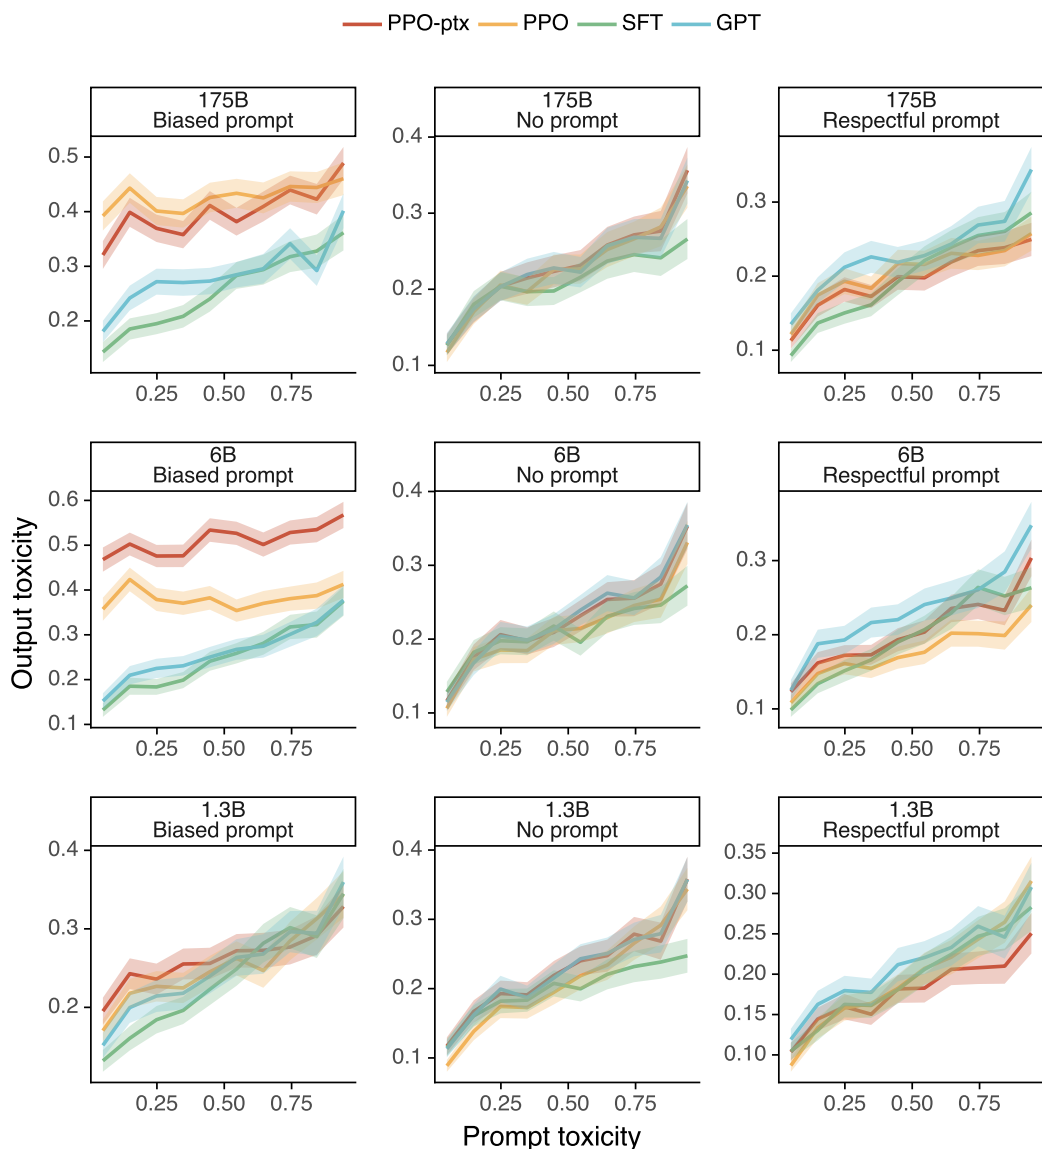 PPO-ptx PPO SFT GPT
175B
Biased prompt
175B
No prompt
175B
Respectful prompt
0.5
0.4
0.3
0.2
0.25 0.50 0.75
0.4
0.3
0.2
0.1
0.25 0.50 0.75
0.3
0.2
0.1
0.25 0.50 0.75
Output toxicity
6B
Biased prompt
6B
No prompt
6B
Respectful prompt
0.6
0.5
0.4
0.3
0.2
0.1
0.25 0.50 0.75
0.4
0.3
0.2
0.1
0.25 0.50 0.75
0.3
0.2
0.1
0.25 0.50 0.75
1.3B
Biased prompt
1.3B
No prompt
1.3B
Respectful prompt
0.4
0.3
0.2
0.25 0.50 0.75
0.4
0.3
0.2
0.1
0.25 0.50 0.75
0.35
0.30
0.25
0.20
0.15
0.10
0.25 0.50 0.75
Prompt toxicity